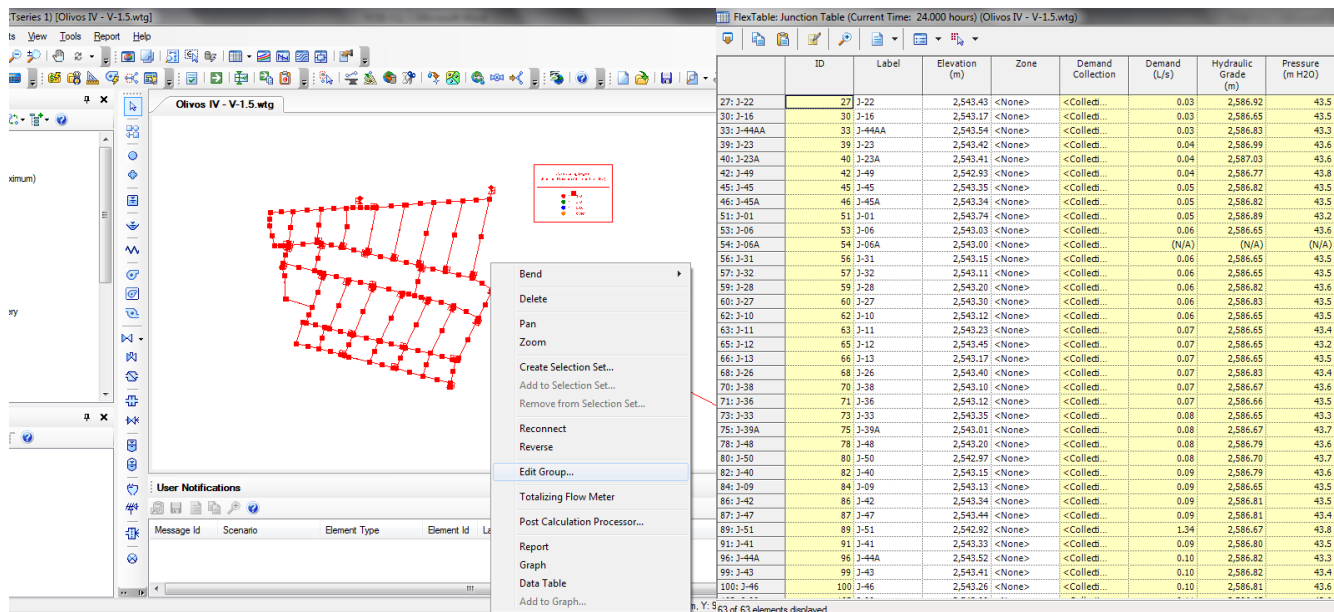 Tseries 1) [Olivos IV - V-1.5.wtg]
ts View Tools Report Help
Olivos IV - V-1.5.wtg
ximum)
ery
Bend
Delete
Pan
Zoom
Create Selection Set...
Add to Selection Set...
Remove from Selection Set...
Reconnect
Reverse
Edit Group...
Totalizing Flow Meter
Post Calculation Processor...
Report
Graph
Data Table
Add to Graph...
User Notifications
Message Id Scenario Element Type Element Id La
FlexTable: Junction Table (Current Time: 24.000 hours) (Olivos IV - V-1.5.wtg)
ID Label Elevation (m) Zone Demand Collection Demand (L/s) Hydraulic Grade (m) Pressure (m H2O)
27: J-22 27 J-22 2,543.43 <None> <Collecti... 0.03 2,586.92 43.5
30: J-16 30 J-16 2,543.17 <None> <Collecti... 0.03 2,586.65 43.5
33: J-44AA 33 J-44AA 2,543.54 <None> <Collecti... 0.03 2,586.83 43.3
39: J-23 39 J-23 2,543.42 <None> <Collecti... 0.04 2,586.99 43.6
40: J-23A 40 J-23A 2,543.41 <None> <Collecti... 0.04 2,587.03 43.6
42: J-49 42 J-49 2,542.93 <None> <Collecti... 0.04 2,586.77 43.8
45: J-45 45 J-45 2,543.35 <None> <Collecti... 0.05 2,586.82 43.5
46: J-45A 46 J-45A 2,543.34 <None> <Collecti... 0.05 2,586.82 43.5
51: J-01 51 J-01 2,543.74 <None> <Collecti... 0.05 2,586.89 43.2
53: J-06 53 J-06 2,543.03 <None> <Collecti... 0.06 2,586.65 43.6
54: J-06A 54 J-06A 2,543.00 <None> <Collecti... (N/A) (N/A) (N/A)
56: J-31 56 J-31 2,543.15 <None> <Collecti... 0.06 2,586.65 43.5
57: J-32 57 J-32 2,543.11 <None> <Collecti... 0.06 2,586.65 43.5
59: J-28 59 J-28 2,543.20 <None> <Collecti... 0.06 2,586.82 43.6
60: J-27 60 J-27 2,543.30 <None> <Collecti... 0.06 2,586.83 43.5
62: J-10 62 J-10 2,543.12 <None> <Collecti... 0.06 2,586.65 43.5
63: J-11 63 J-11 2,543.23 <None> <Collecti... 0.07 2,586.65 43.4
65: J-12 65 J-12 2,543.45 <None> <Collecti... 0.07 2,586.65 43.2
66: J-13 66 J-13 2,543.17 <None> <Collecti... 0.07 2,586.65 43.5
68: J-26 68 J-26 2,543.40 <None> <Collecti... 0.07 2,586.83 43.4
70: J-38 70 J-38 2,543.10 <None> <Collecti... 0.07 2,586.67 43.6
71: J-36 71 J-36 2,543.12 <None> <Collecti... 0.07 2,586.66 43.5
73: J-33 73 J-33 2,543.35 <None> <Collecti... 0.08 2,586.65 43.3
75: J-39A 75 J-39A 2,543.01 <None> <Collecti... 0.08 2,586.67 43.7
78: J-48 78 J-48 2,543.20 <None> <Collecti... 0.08 2,586.79 43.6
80: J-50 80 J-50 2,542.97 <None> <Collecti... 0.08 2,586.70 43.7
82: J-40 82 J-40 2,543.15 <None> <Collecti... 0.09 2,586.79 43.6
84: J-09 84 J-09 2,543.13 <None> <Collecti... 0.09 2,586.65 43.5
86: J-42 86 J-42 2,543.34 <None> <Collecti... 0.09 2,586.81 43.5
87: J-47 87 J-47 2,543.44 <None> <Collecti... 0.09 2,586.81 43.4
89: J-51 89 J-51 2,542.92 <None> <Collecti... 1.34 2,586.67 43.8
91: J-41 91 J-41 2,543.33 <None> <Collecti... 0.09 2,586.80 43.5
96: J-44A 96 J-44A 2,543.52 <None> <Collecti... 0.10 2,586.82 43.3
99: J-43 99 J-43 2,543.41 <None> <Collecti... 0.10 2,586.82 43.4
100: J-46 100 J-46 2,543.26 <None> <Collecti... 0.10 2,586.81 43.6
63 of 63 elements displayed